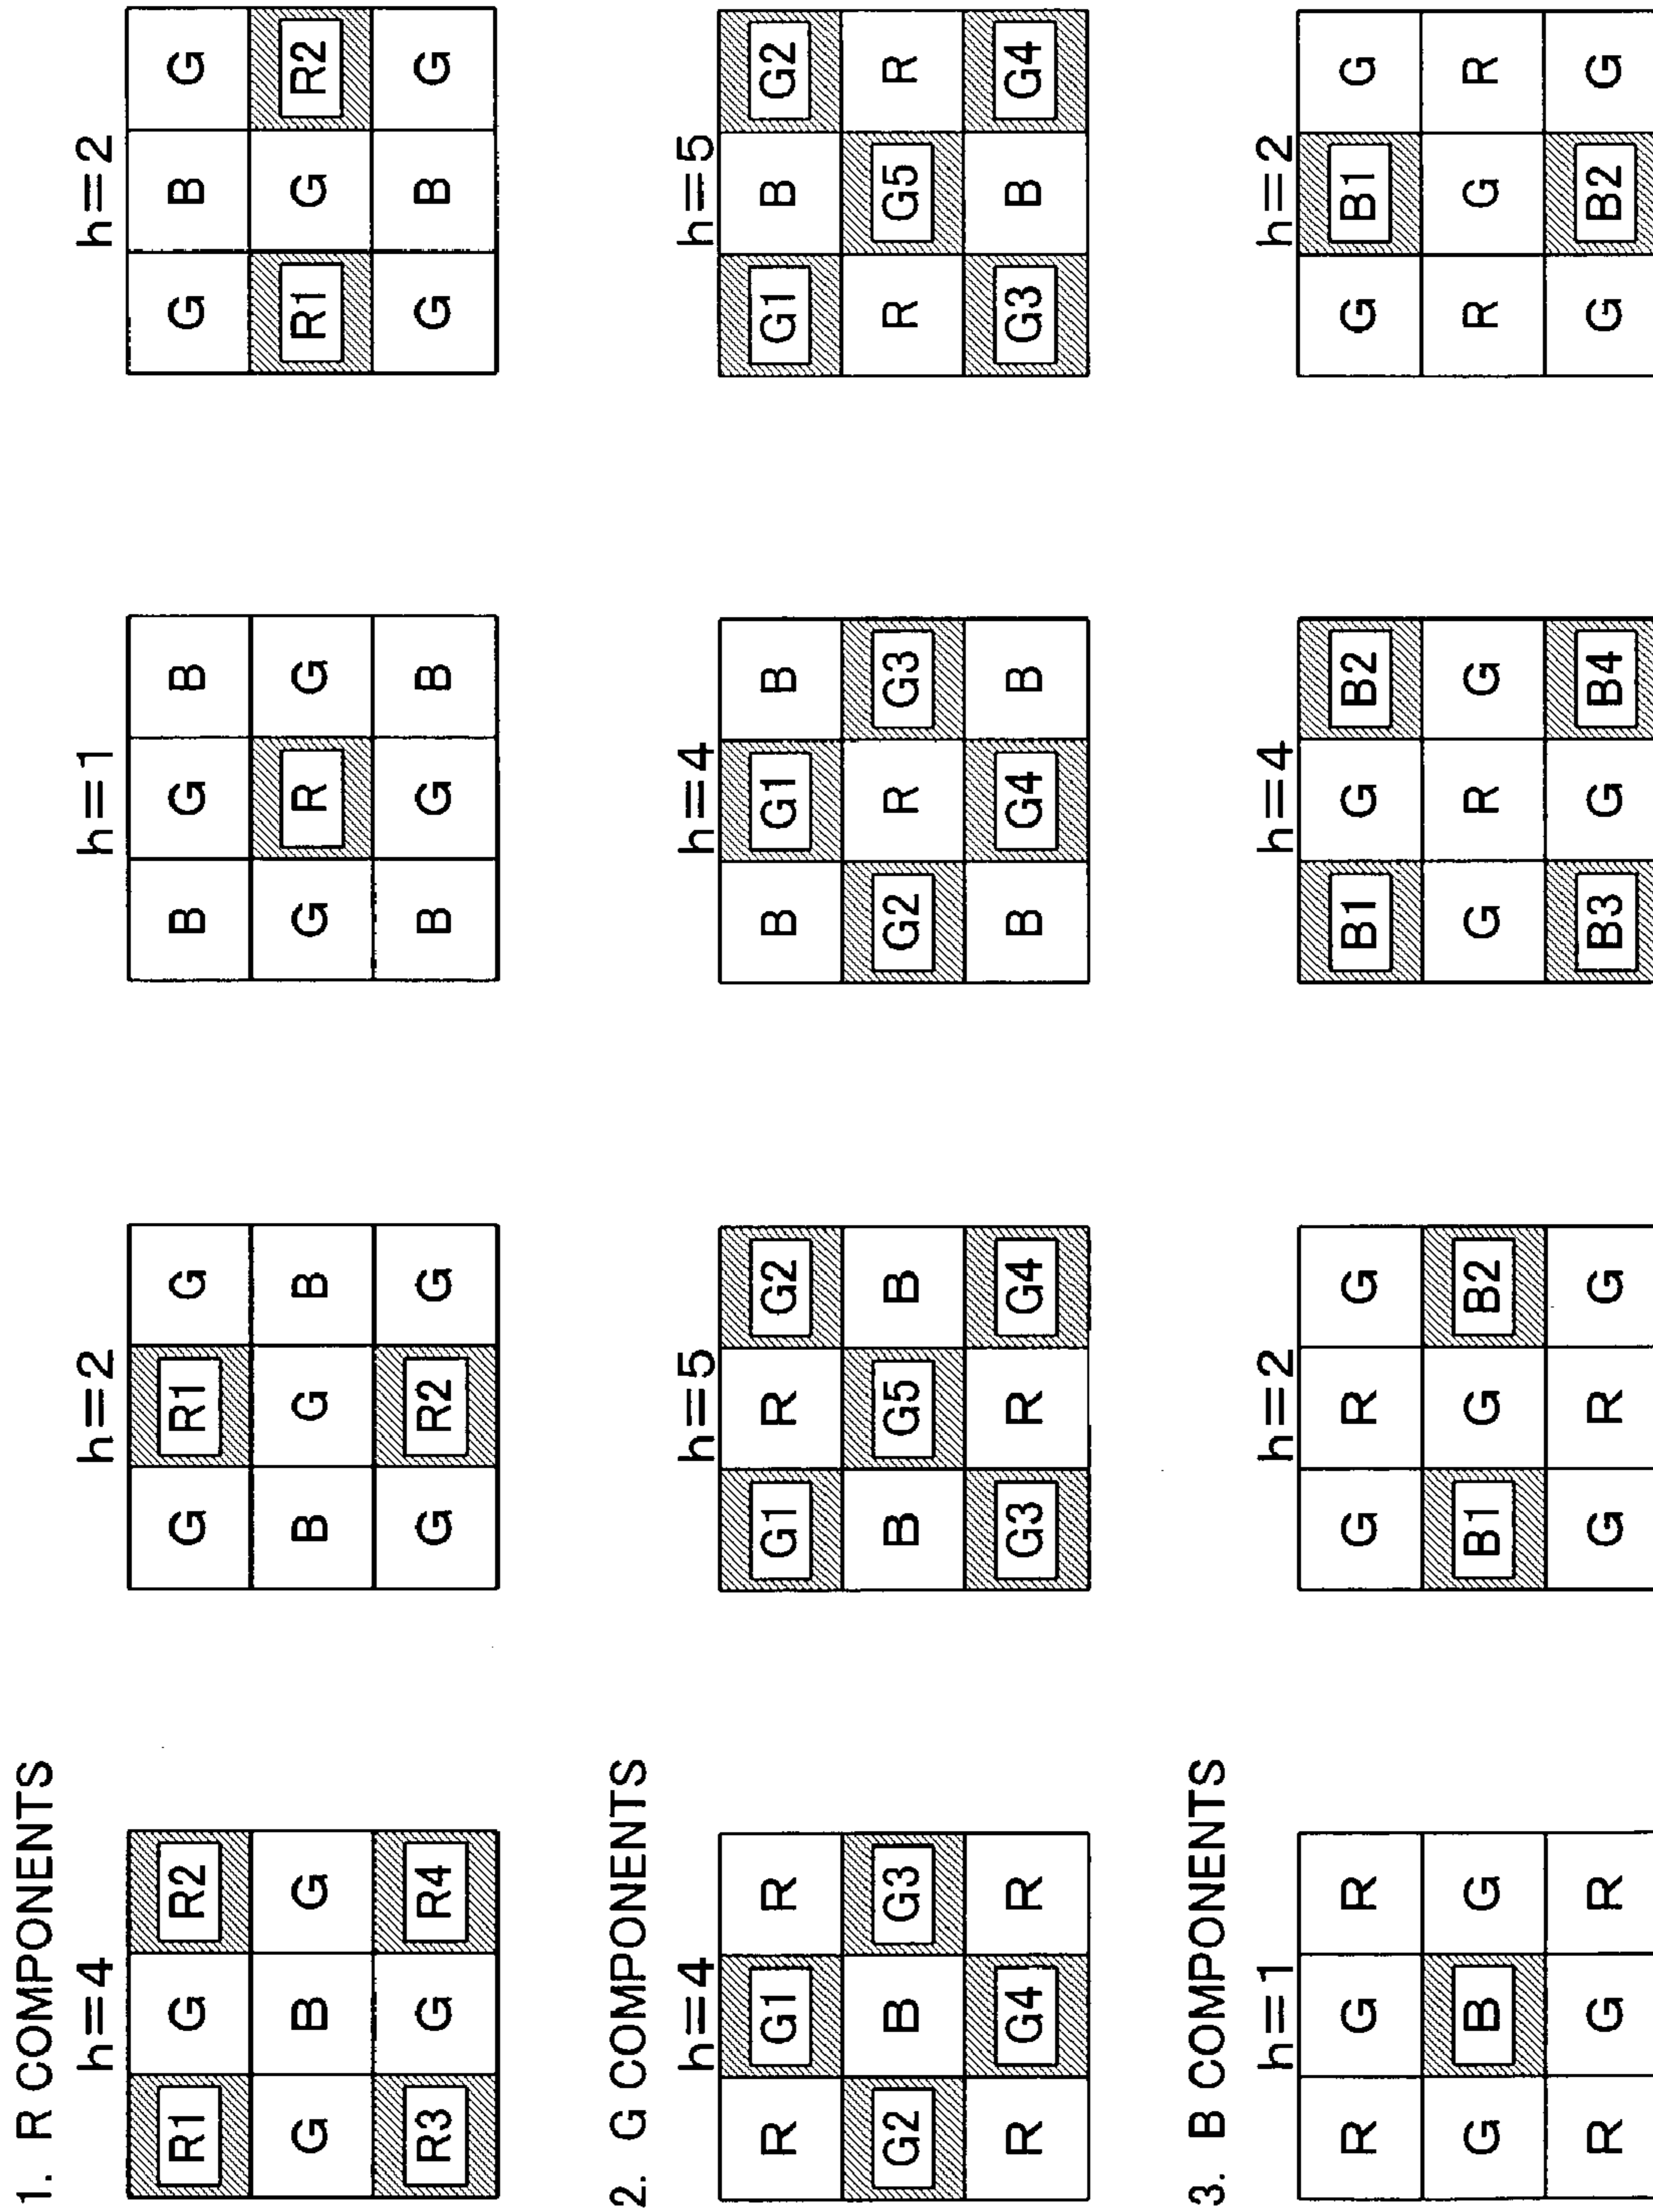 1. R COMPONENTS
h=4 h=2 h=1 h=2
R1 G R2 G R1 G B G B G B G
G B G B G B G R G R1 G R2
R3 G R4 G R2 G B G B G B G
2. G COMPONENTS
h=4 h=5 h=4 h=5
R G1 R G1 R G2 B G1 B G1 B G2
G2 B G3 B G5 B G2 R G3 R G5 R
R G4 R G3 R G4 B G4 B G3 B G4
3. B COMPONENTS
h=1 h=2 h=4 h=2
R G R G R G B1 G B2 G B1 G
G B G B1 G B2 G R G R G R
R G R G R G B3 G B4 G B2 G